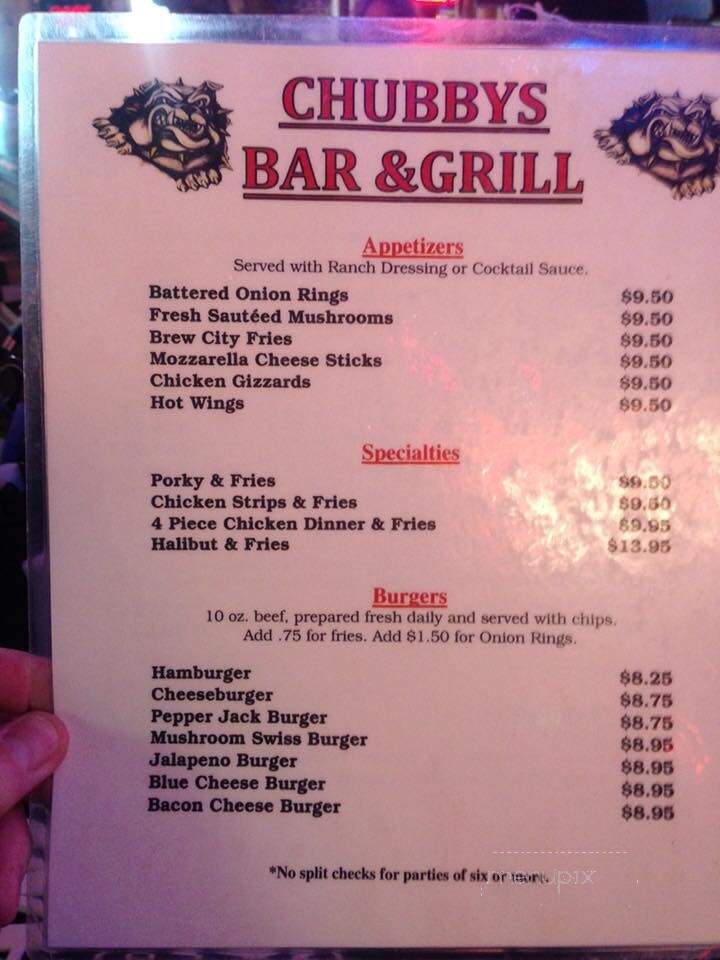 CHUBBYS
BAR &GRILL
Appetizers
Served with Ranch Dressing or Cocktail Sauce.
Battered Onion Rings $9.50
Fresh Sautéed Mushrooms $9.50
Brew City Fries $9.50
Mozzarella Cheese Sticks $9.50
Chicken Gizzards $9.50
Hot Wings $9.50
Specialties
Porky & Fries $9.50
Chicken Strips & Fries $9.50
4 Piece Chicken Dinner & Fries $9.95
Halibut & Fries $13.95
Burgers
10 oz. beef, prepared fresh daily and served with chips.
Add .75 for fries. Add $1.50 for Onion Rings.
Hamburger $8.25
Cheeseburger $8.75
Pepper Jack Burger $8.75
Mushroom Swiss Burger $8.95
Jalapeno Burger $8.95
Blue Cheese Burger $8.95
Bacon Cheese Burger $8.95
*No split checks for parties of six or more.
menupix